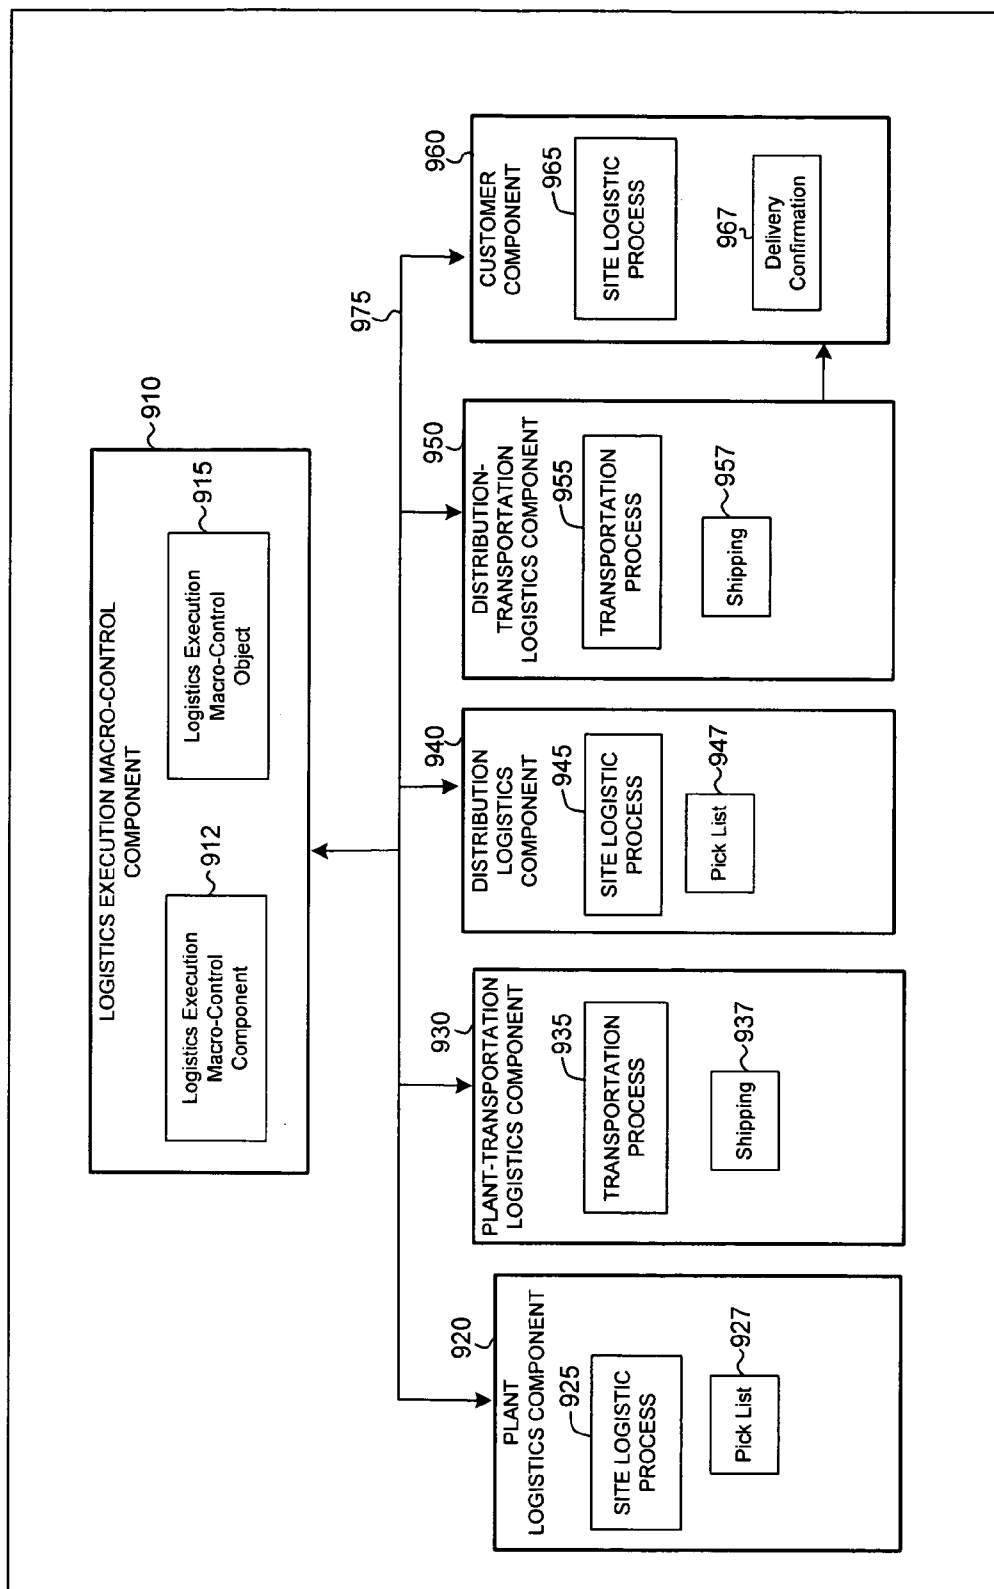 LOGISTICS EXECUTION MACRO-CONTROL
COMPONENT
910
Logistics Execution
Macro-Control
Component
912
Logistics Execution
Macro-Control
Object
915
975
PLANT
LOGISTICS COMPONENT
920
SITE LOGISTIC
PROCESS
925
Pick List
927
PLANT-TRANSPORTATION
LOGISTICS COMPONENT
930
TRANSPORTATION
PROCESS
935
Shipping
937
DISTRIBUTION
LOGISTICS
COMPONENT
940
SITE LOGISTIC
PROCESS
945
Pick List
947
DISTRIBUTION-
TRANSPORTATION
LOGISTICS COMPONENT
950
TRANSPORTATION
PROCESS
955
Shipping
957
CUSTOMER
COMPONENT
960
SITE LOGISTIC
PROCESS
965
Delivery
Confirmation
967